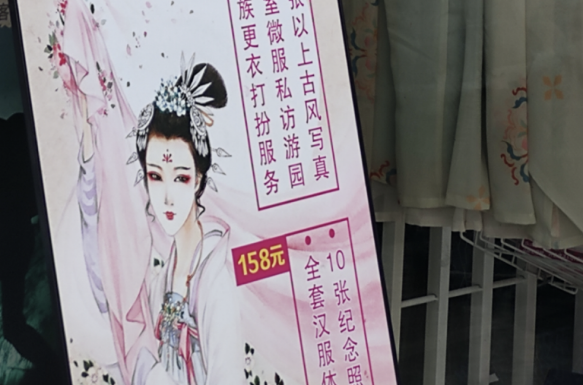 张以上古风写真
室微服私访游园
族更衣打扮服务
158元
10张纪念照
全套汉服体